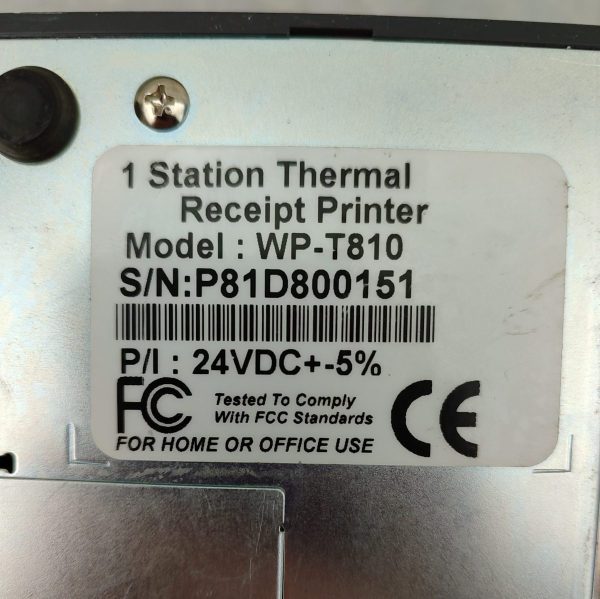 1 Station Thermal
Receipt Printer
Model : WP-T810
S/N:P81D800151
P/I : 24VDC+-5%
FC Tested To Comply
With FCC Standards
CE
FOR HOME OR OFFICE USE